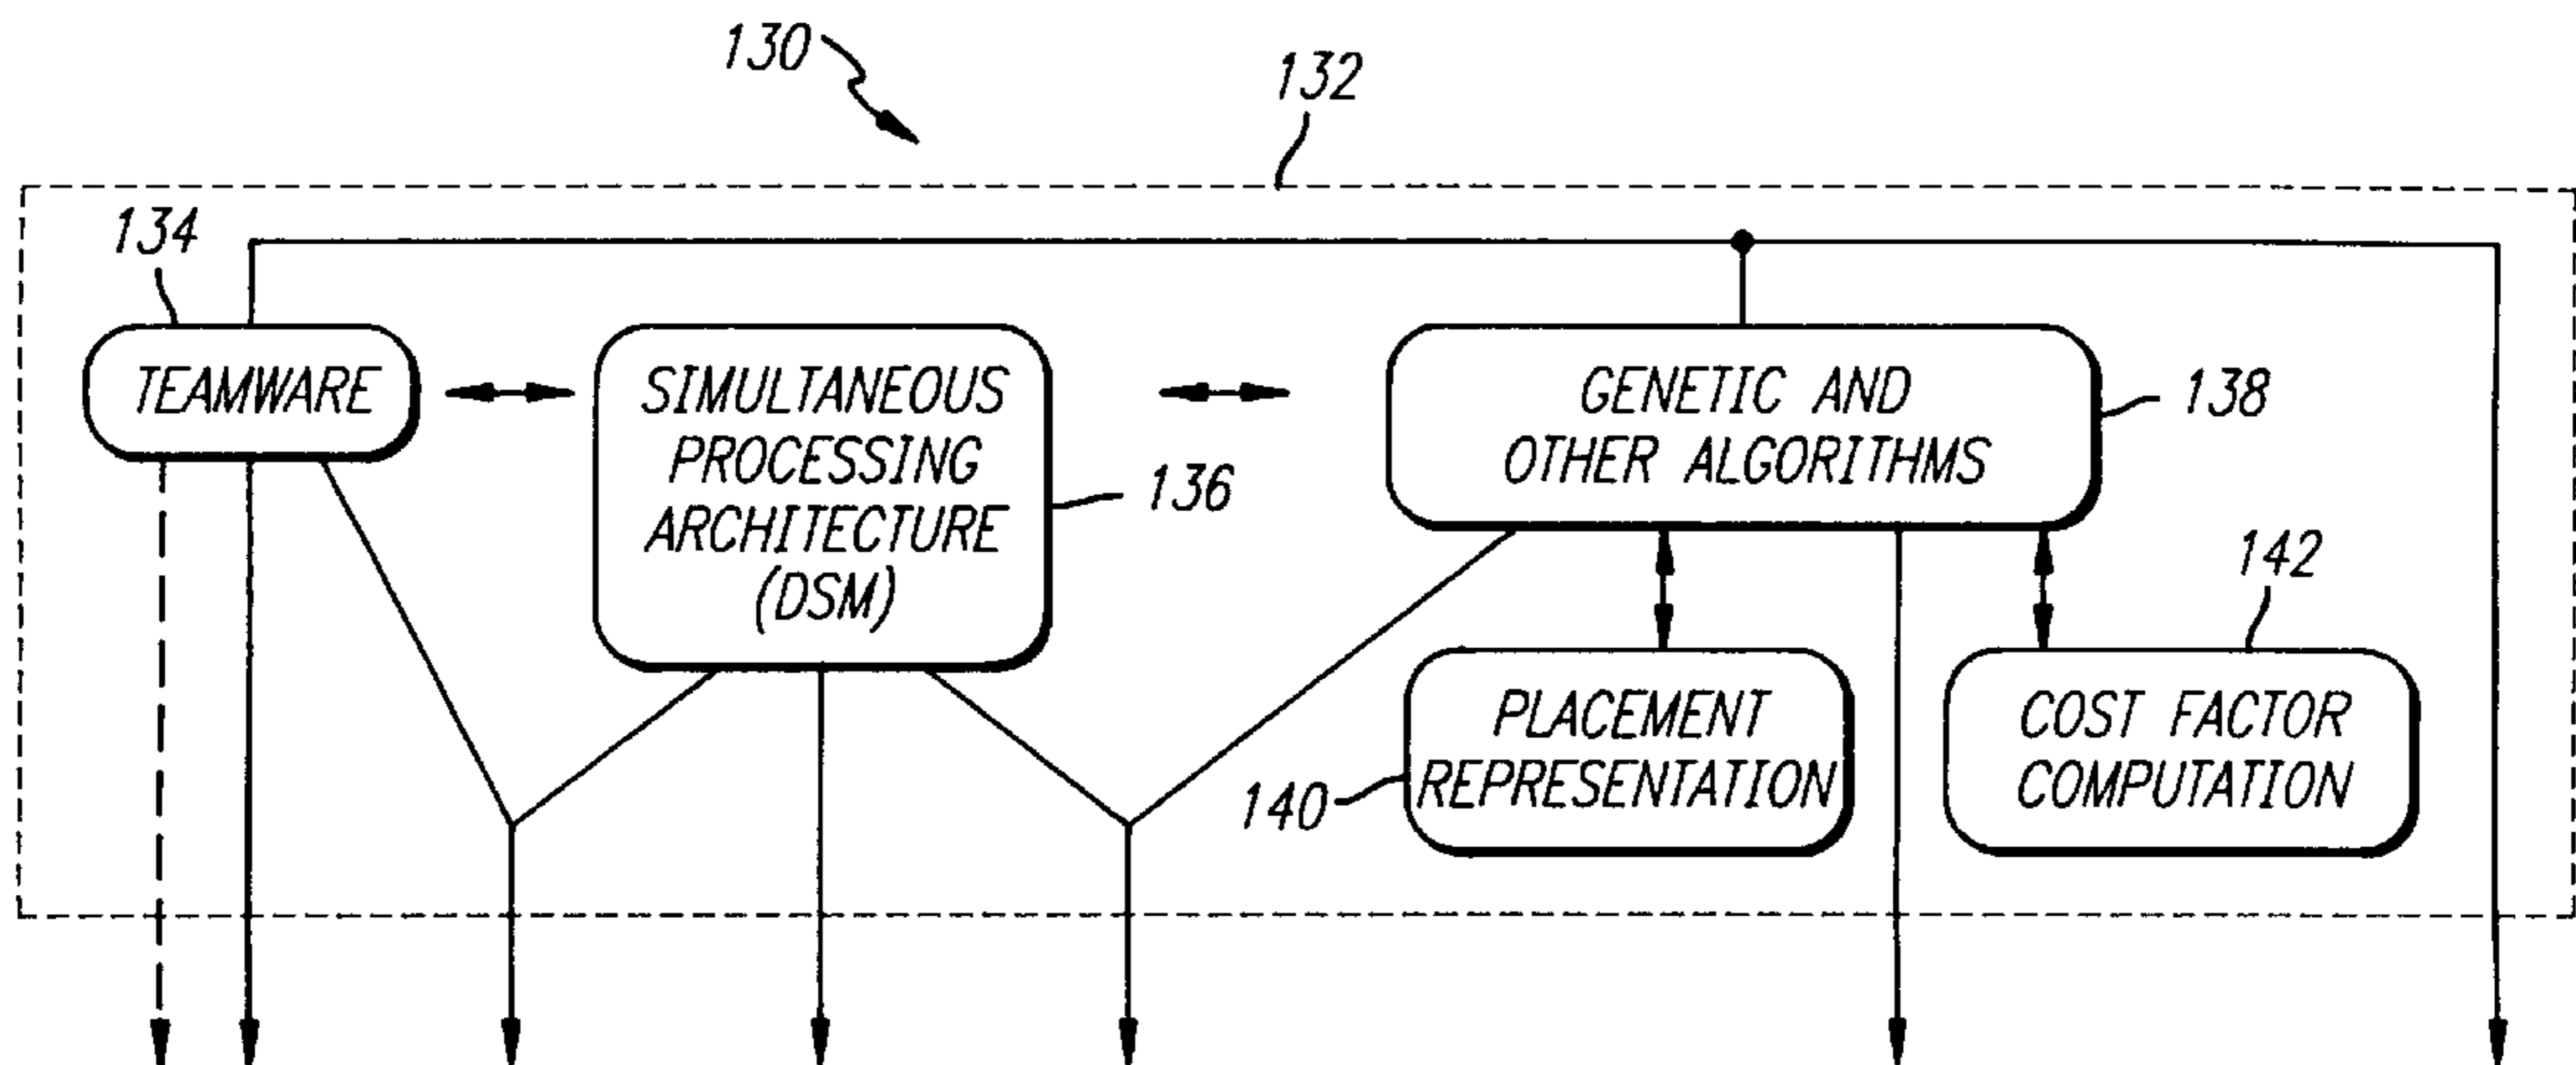 130
132
134
TEAMWARE
SIMULTANEOUS
PROCESSING
ARCHITECTURE
(DSM)
136
GENETIC AND
OTHER ALGORITHMS
138
PLACEMENT
REPRESENTATION
140
142
COST FACTOR
COMPUTATION